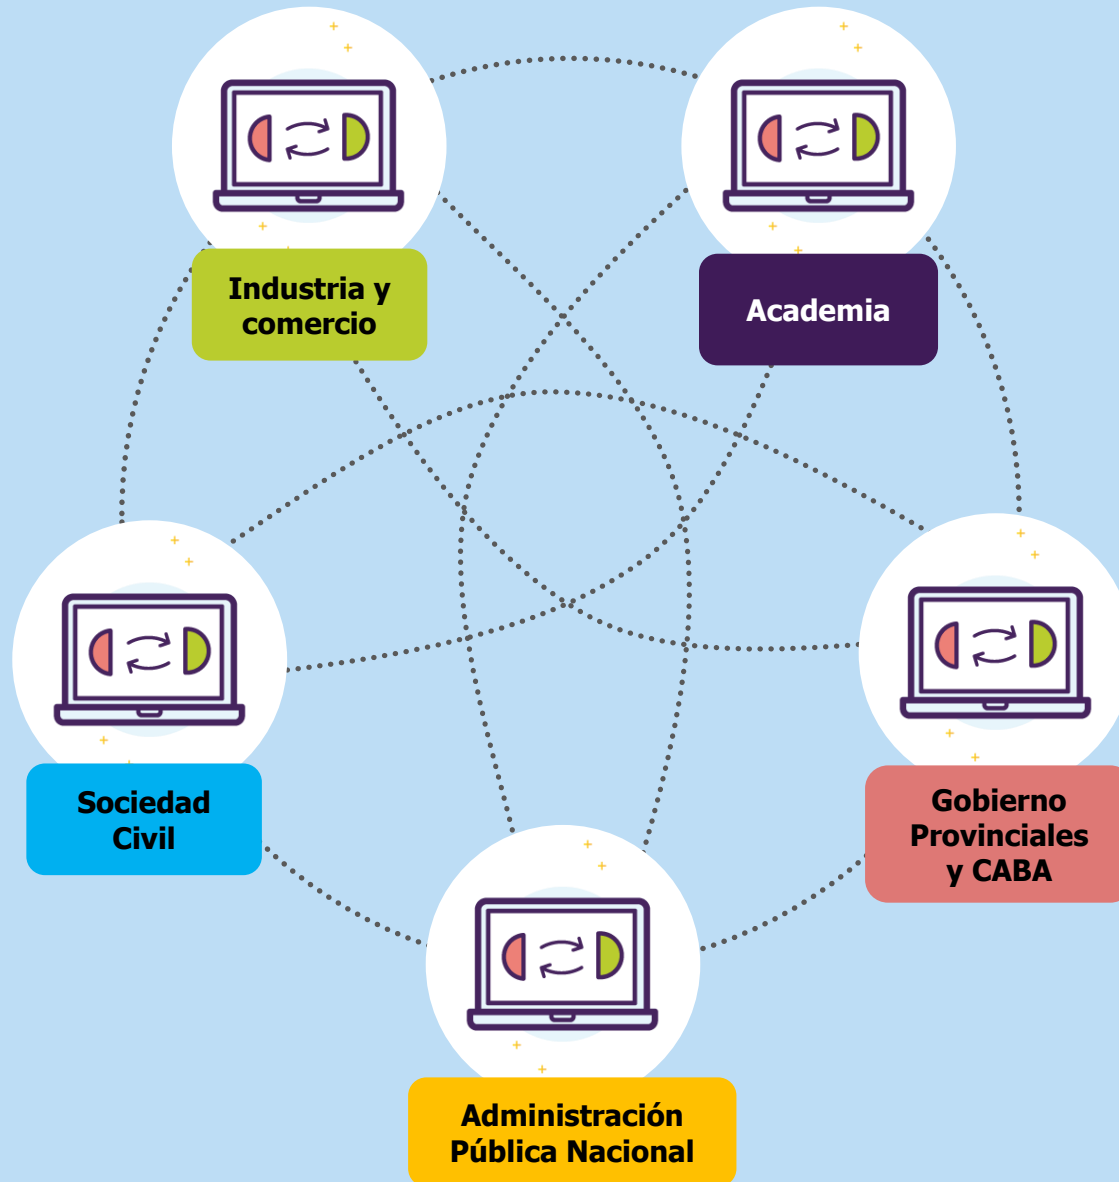 Industria y
comercio
Academia
Sociedad
Civil
Gobierno
Provinciales
y CABA
Administración
Pública Nacional